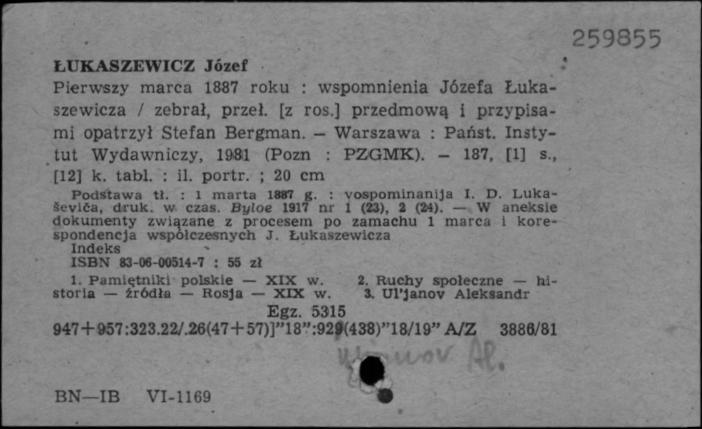 259855
ŁUKASZEWICZ Józef
Pierwszy marca 1887 roku : wspomnienia Józefa Łuka-
szewicza / zebrał, przeł. [z ros.] przedmową i przypisa-
mi opatrzył Stefan Bergman. — Warszawa : Państ. Insty-
tut Wydawniczy, 1981 (Pozn : PZGMK). — 187, [1] s.,
[12] k. tabl. : il. portr. ; 20 cm
Podstawa tł. : 1 marta 1887 g. : vospominanija I. D. Luka-
ševiča, druk. w czas. Byloe 1917 nr 1 (23), 2 (24). — W aneksie
dokumenty związane z procesem po zamachu 1 marca i kore-
spondencja współczesnych J. Łukaszewicza
Indeks
ISBN 83-06-00514-7 : 55 zł
1. Pamiętniki polskie — XIX w. 2. Ruchy społeczne — hi-
storia — źródła — Rosja — XIX w. 3. Ul'janov Aleksandr
Egz. 5315
947+957:323.22/.26(47+57)]"18":929(438)"18/19" A/Z 3886/81
Al.
BN—IB VI-1169